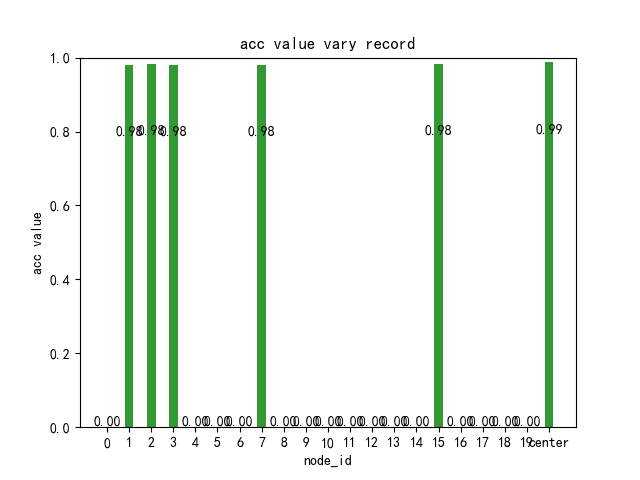 acc value vary record
acc value
1.0
0.8
0.6
0.4
0.2
0.0
0.98 0.98 0.98 0.98 0.98 0.99
0.00 0.00 0.00 0.00 0.00 0.00 0.00 0.00 0.00 0.00 0.00 0.00 0.00 0.00 0.00
0 1 2 3 4 5 6 7 8 9 10 11 12 13 14 15 16 17 18 19 center
node_id